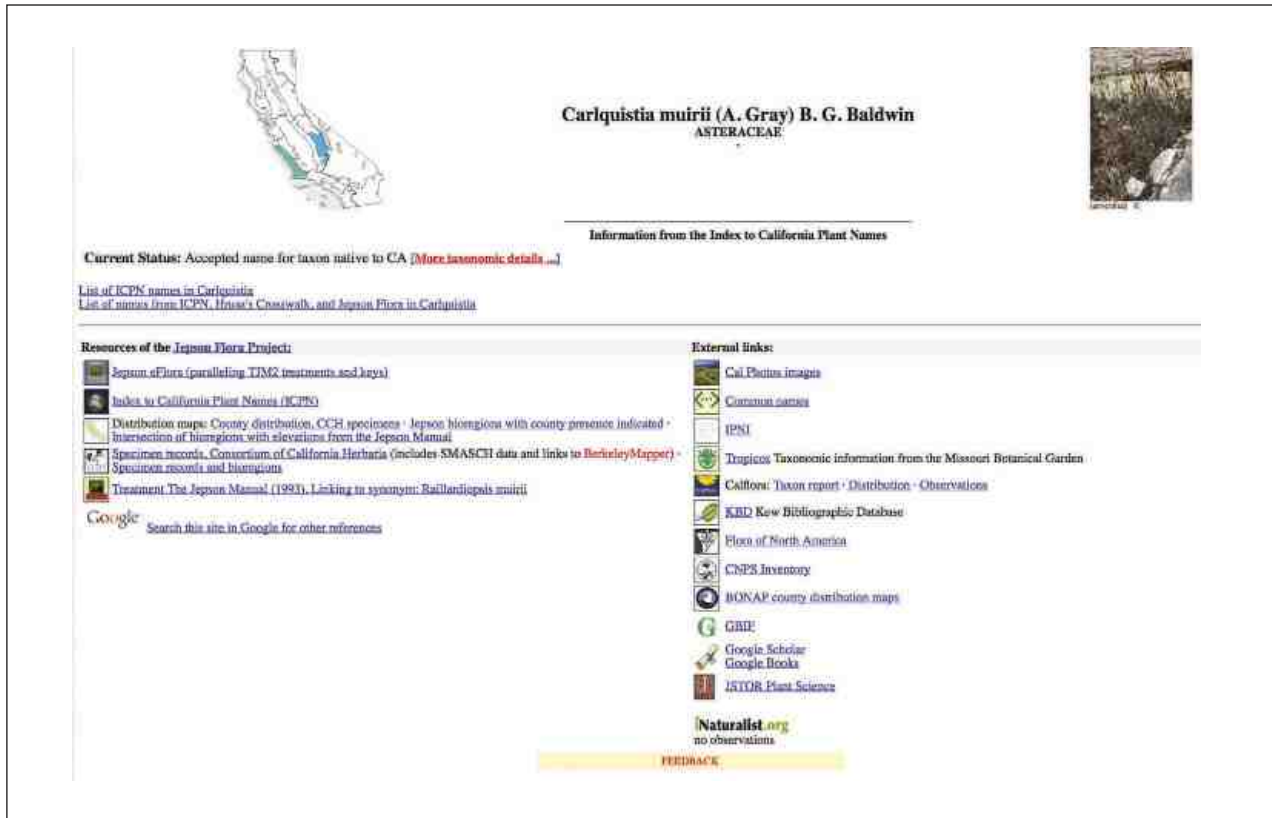 Carlquistia muirii (A. Gray) B. G. Baldwin
ASTERACEAE
Information from the Index to California Plant Names
Current Status: Accepted name for taxon native to CA [More taxonomic details ...]
List of ICPN names in Carlquistia
List of names from ICPN, Hrusa's Crosswalk, and Jepson Flora in Carlquistia
Resources of the Jepson Flora Project:
Jepson eFlora (paralleling TJM2 treatments and keys)
Index to California Plant Names (ICPN)
Distribution maps: County distribution, CCH specimens · Jepson bioregions with county presence indicated ·
Intersection of bioregions with elevations from the Jepson Manual
Specimen records, Consortium of California Herbaria (includes SMASCH data and links to BerkeleyMapper) ·
Specimen records and bioregions
Treatment The Jepson Manual (1993), Linking to synonym: Raillardiopsis muirii
Google Search this site in Google for other references
External links:
Cal Photos images
Common names
IPNI
Tropicos Taxonomic information from the Missouri Botanical Garden
Calflora: Taxon report · Distribution · Observations
KBD Kew Bibliographic Database
Flora of North America
CNPS Inventory
BONAP county distribution maps
G GBIF
Google Scholar
Google Books
JSTOR Plant Science
iNaturalist.org
no observations
FEEDBACK